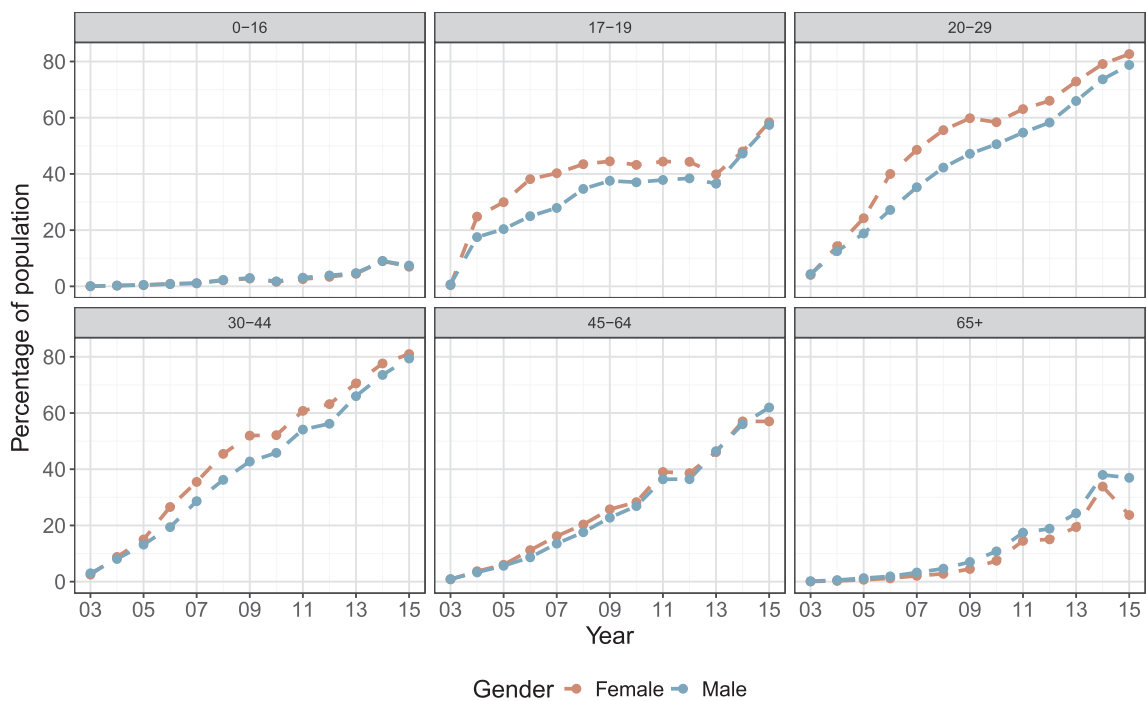 0−16 17−19 20−29
80
60
40
20
0
Percentage of population
30−44 45−64 65+
80
60
40
20
0
03 05 07 09 11 13 15 03 05 07 09 11 13 15 03 05 07 09 11 13 15
Year
Gender Female Male